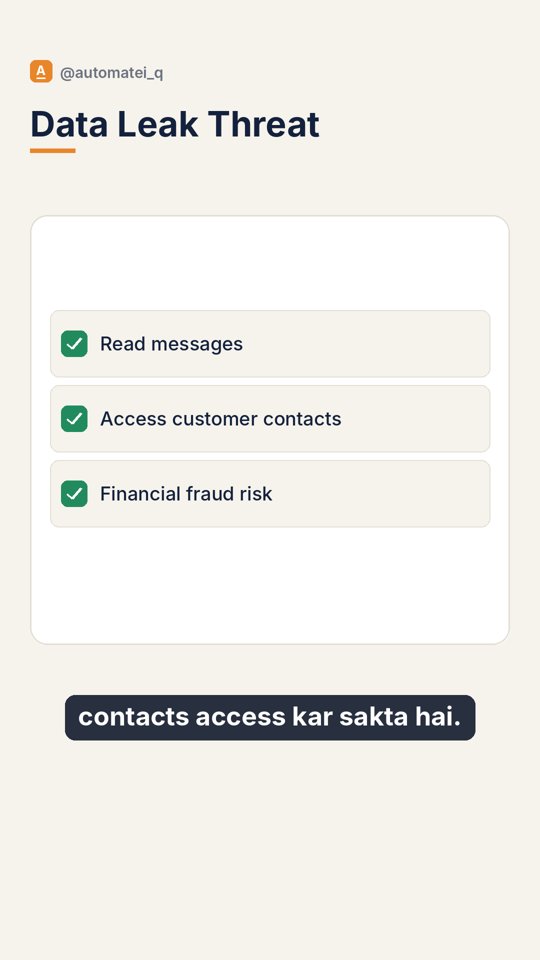 A
@automatei_q
Data Leak Threat
Read messages
Access customer contacts
Financial fraud risk
contacts access kar sakta hai.